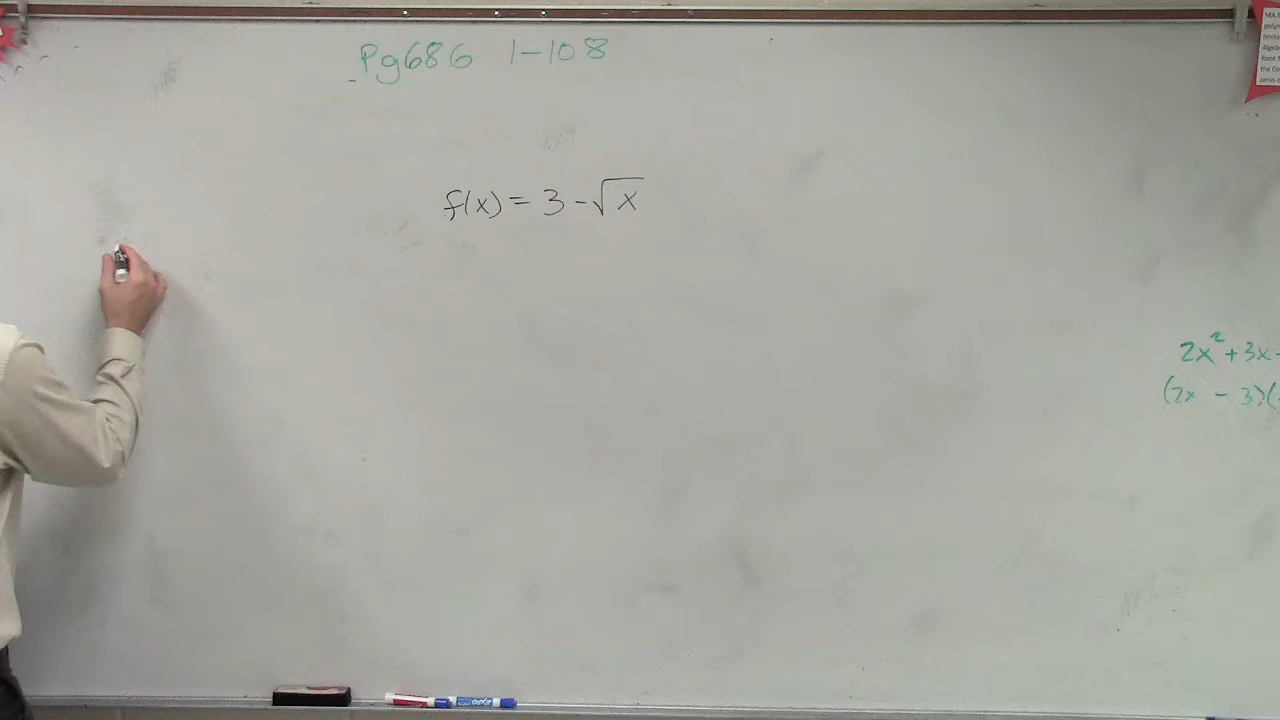 Pg686 1-108
f(x) = 3 - √x
2x² + 3x -
(2x - 3)(